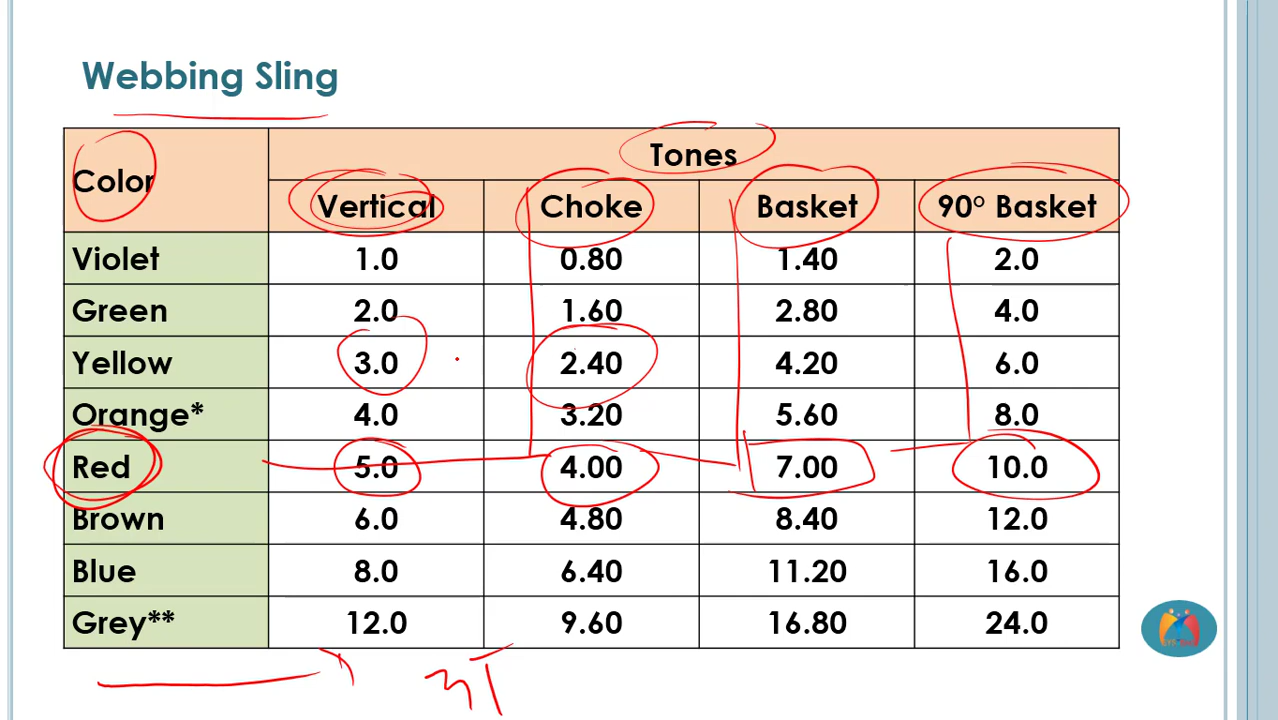 Webbing Sling
Color Tones
Vertical Choke Basket 90° Basket
Violet 1.0 0.80 1.40 2.0
Green 2.0 1.60 2.80 4.0
Yellow 3.0 2.40 4.20 6.0
Orange* 4.0 3.20 5.60 8.0
Red 5.0 4.00 7.00 10.0
Brown 6.0 4.80 8.40 12.0
Blue 8.0 6.40 11.20 16.0
Grey** 12.0 9.60 16.80 24.0
3T